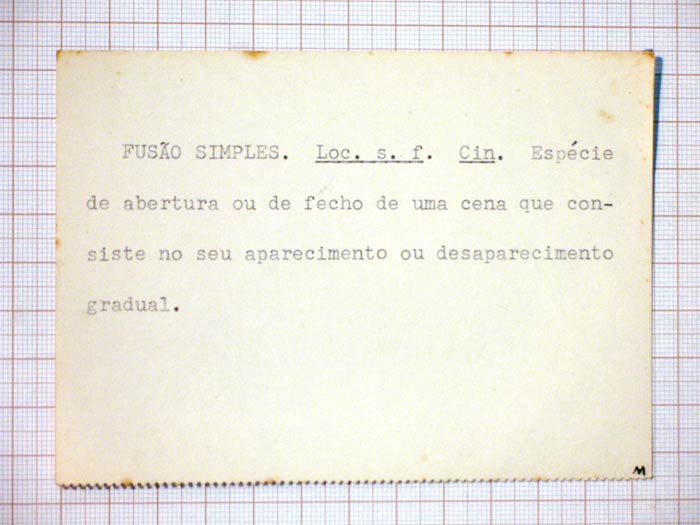 FUSÃO SIMPLES. Loc. s. f. Cin. Espécie
de abertura ou de fecho de uma cena que con-
siste no seu aparecimento ou desaparecimento
gradual.
M